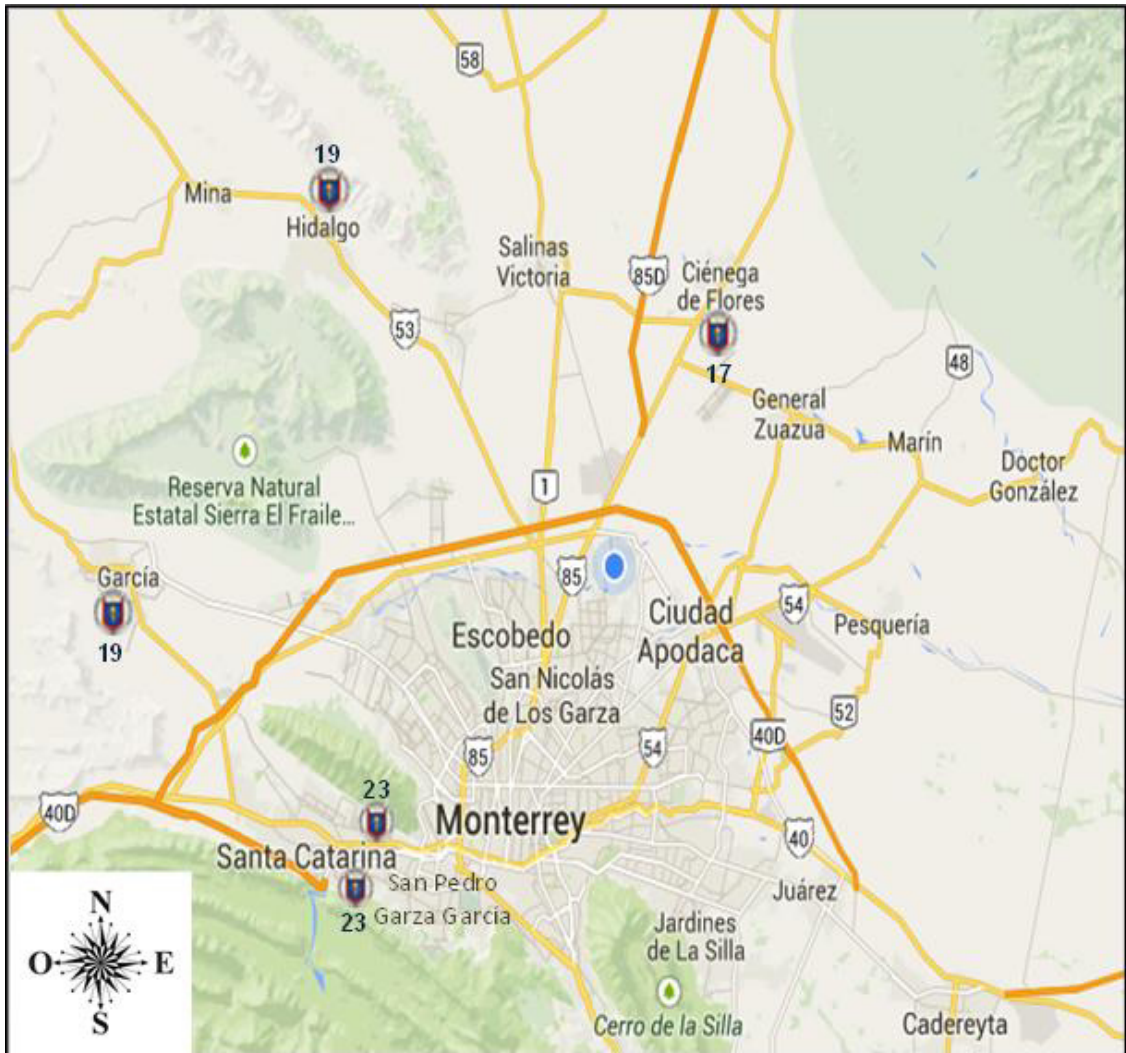 58
19
Mina
Hidalgo
Salinas
Victoria
85D
Ciénega
de Flores
53
17
48
General
Zuazua
Marín
Doctor
González
Reserva Natural
Estatal Sierra El Fraile...
1
García
19
85
Ciudad
Apodaca
54
Pesquería
Escobedo
San Nicolás
de Los Garza
52
85
54
40D
40D
23
Monterrey
40
Santa Catarina
San Pedro
Garza García
23
Juárez
Jardines
de La Silla
Cerro de la Silla
Cadereyta
N
O
E
S